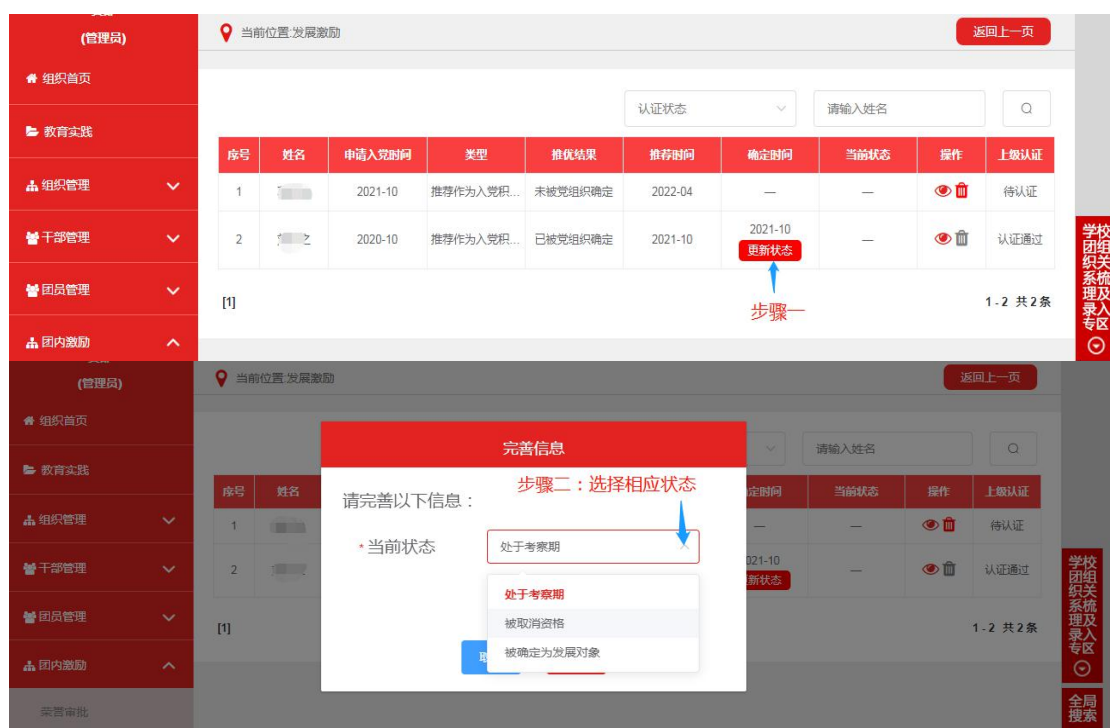 (管理员)
当前位置:发展激励
返回上一页
组织首页
教育实践
组织管理
干部管理
团员管理
团内激励
认证状态
请输入姓名
序号 姓名 申请入党时间 类型 推优结果 推荐时间 确定时间 当前状态 操作 上级认证
1 2021-10 推荐作为入党积... 未被党组织确定 2022-04 — — 待认证
2 2020-10 推荐作为入党积... 已被党组织确定 2021-10 2021-10 — 认证通过
更新状态
步骤一
[1]
1-2 共2条
学校团组织关系梳理及录入专区
(管理员)
当前位置:发展激励
返回上一页
组织首页
教育实践
组织管理
干部管理
团员管理
团内激励
荣誉审批
请输入姓名
完善信息
步骤二：选择相应状态
请完善以下信息：
*当前状态
处于考察期
处于考察期
被取消资格
被确定为发展对象
序号 姓名 定时间 当前状态 操作 上级认证
1 — — 待认证
2 021-10 — 认证通过
新状态
[1]
1-2 共2条
学校团组织关系梳理及录入专区
全局搜索